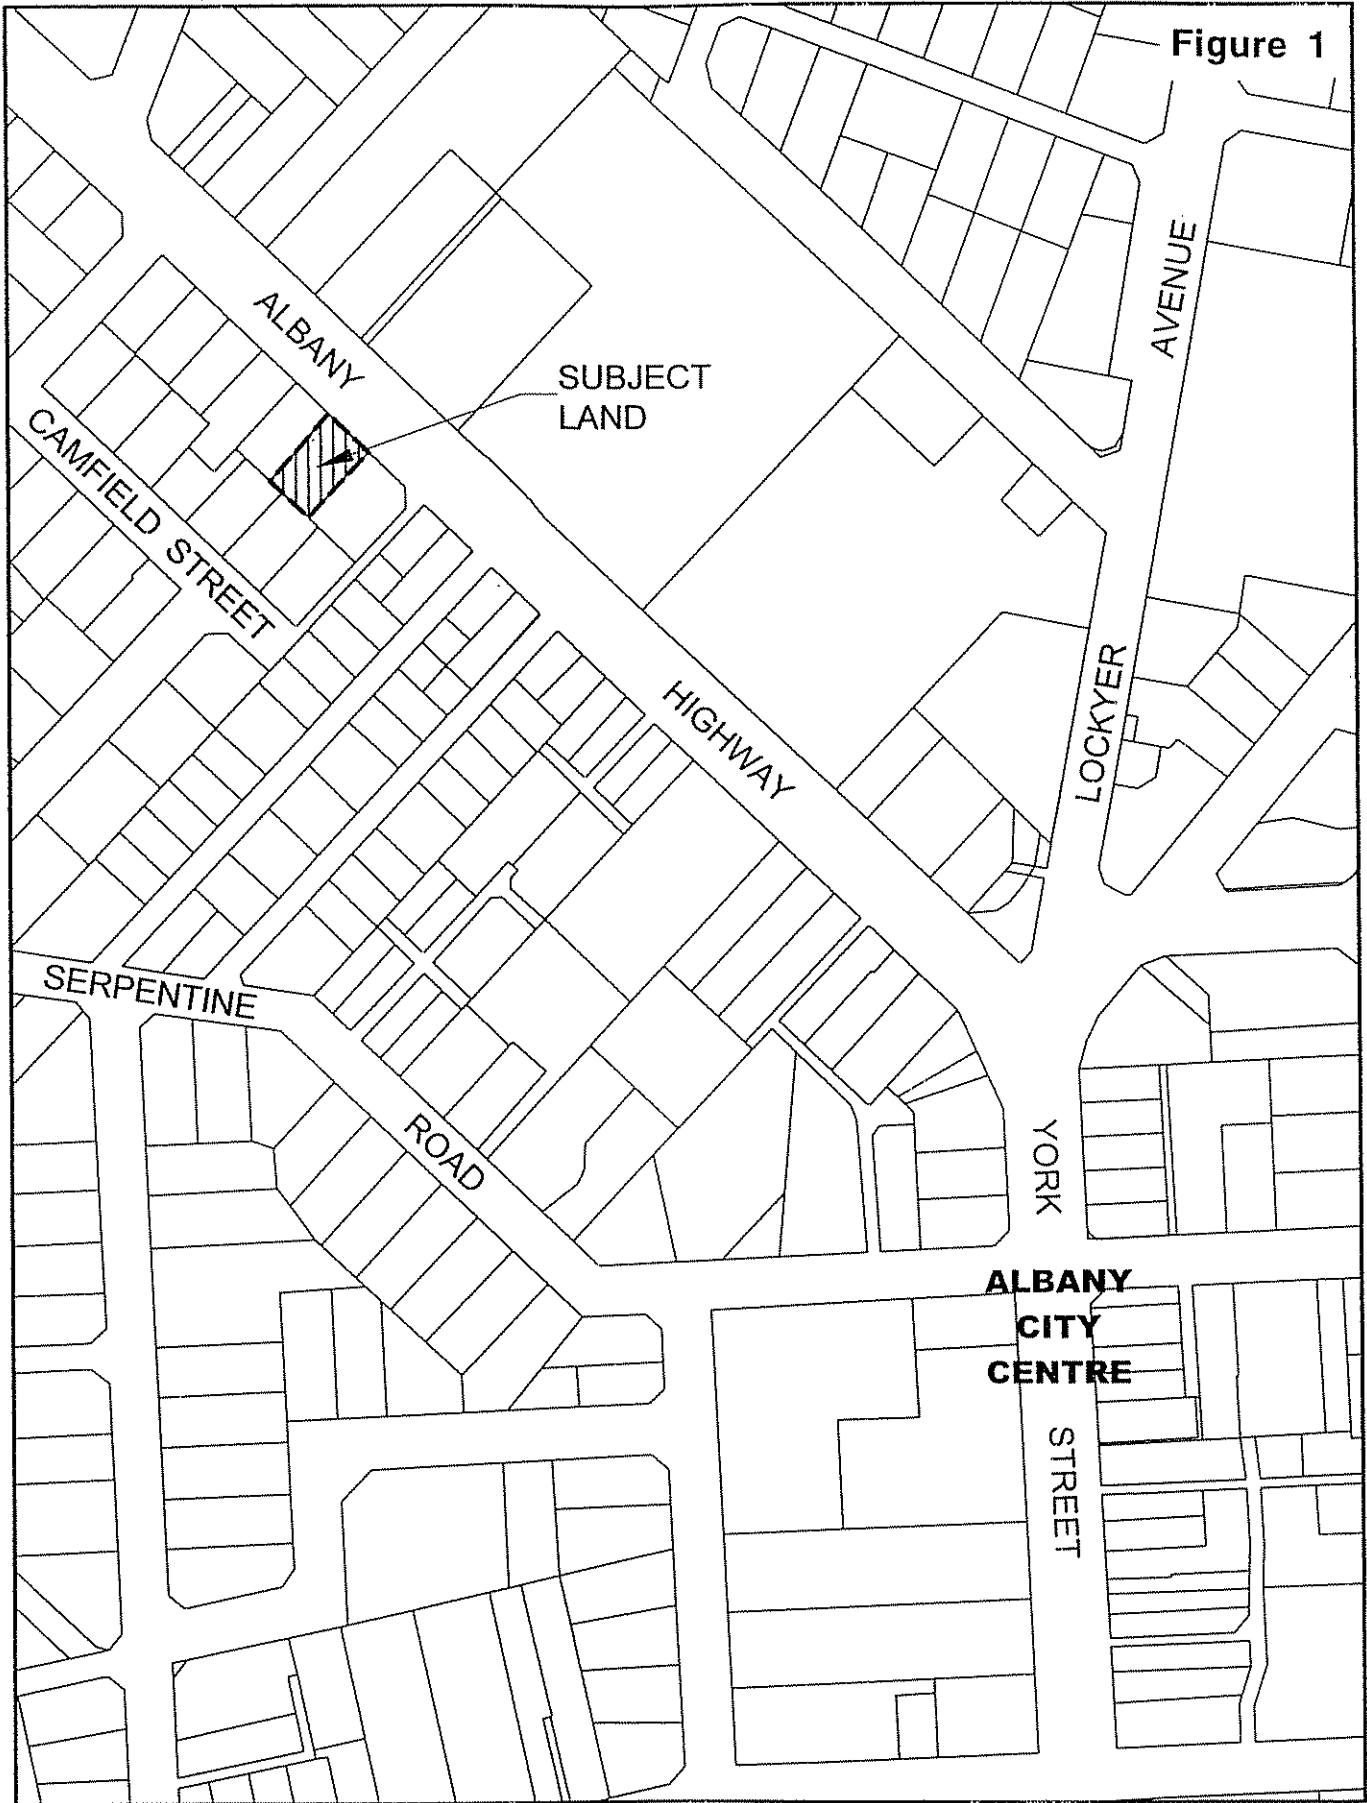 Figure 1
AVENUE
ALBANY
SUBJECT
LAND
CAMFIELD STREET
HIGHWAY
LOCKYER
SERPENTINE
ROAD
YORK
ALBANY
CITY
CENTRE
STREET